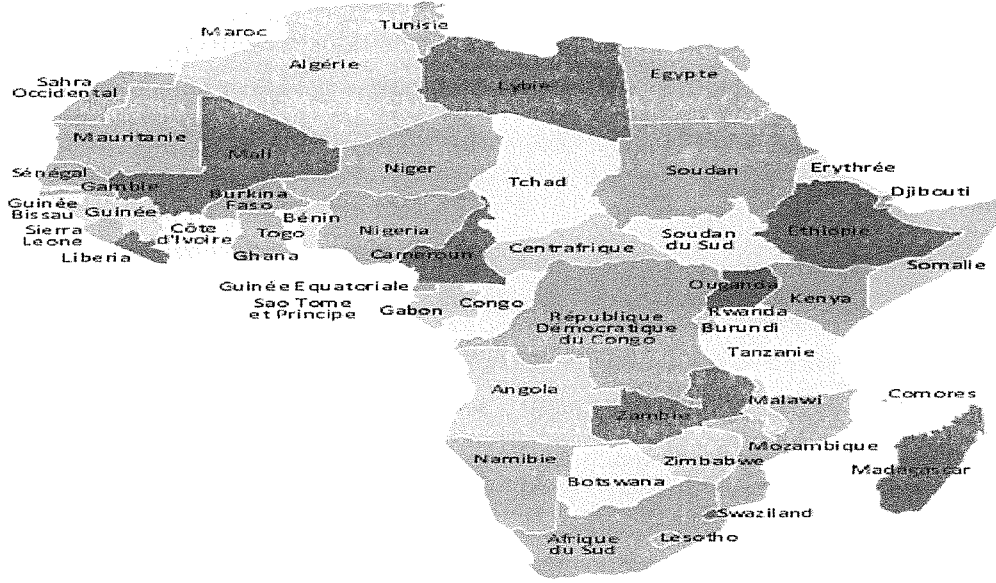 Tunisie
Maroc
Algérie
Lybie
Egypte
Sahra
Occidental
Mauritanie
Mali
Niger
Tchad
Soudan
Erythrée
Djibouti
Sénégal
Gambie
Burkina
Faso
Guinée
Bissau
Guinée
Bénin
Côte
d'Ivoire
Togo
Nigeria
Sierra
Leone
Liberia
Ghana
Cameroun
Centrafrique
Soudan
du Sud
Ethiopie
Somalie
Guinée Equatoriale
Sao Tome
et Principe
Gabon
Congo
République
Démocratique
du Congo
Ouganda
Kenya
Rwanda
Burundi
Tanzanie
Angola
Zambie
Malawi
Comores
Mozambique
Namibie
Zimbabwe
Madagascar
Botswana
Swaziland
Lesotho
Afrique
du Sud